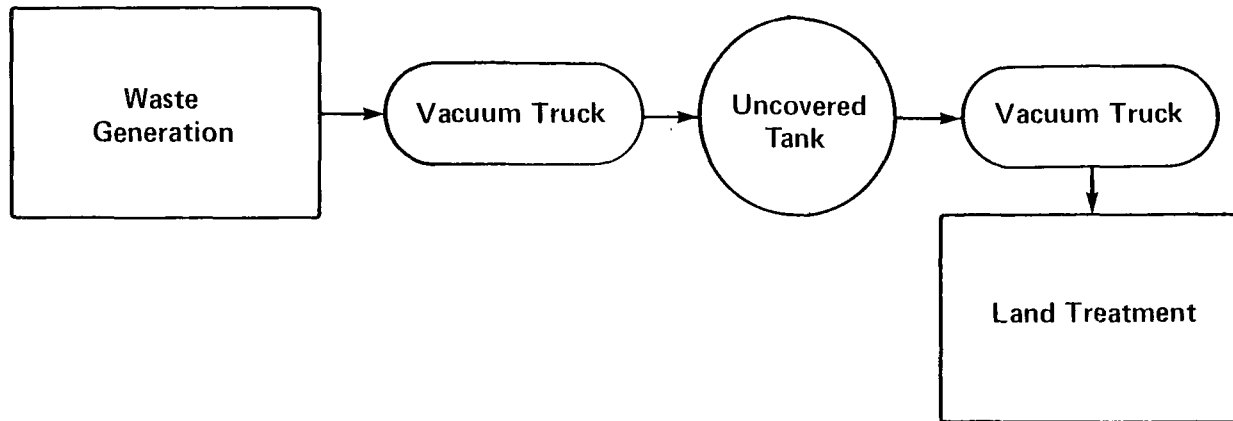 Waste
Generation
Vacuum Truck
Uncovered
Tank
Vacuum Truck
Land Treatment